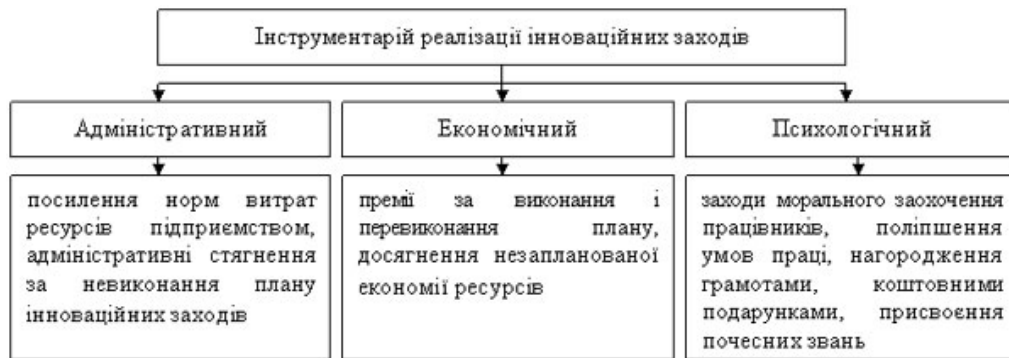 Інструментарій реалізації інноваційних заходів
Адміністративний
Економічний
Психологічний
посилення норм витрат
ресурсів підприємством,
адміністративні стягнення
за невиконання плану
інноваційних заходів
премії за виконання і
перевиконання плану,
досягнення незапланованої
економії ресурсів
заходи морального заохочення
працівників, поліпшення
умов праці, нагородження
грамотами, коштовними
подарунками, присвоєння
почесних звань